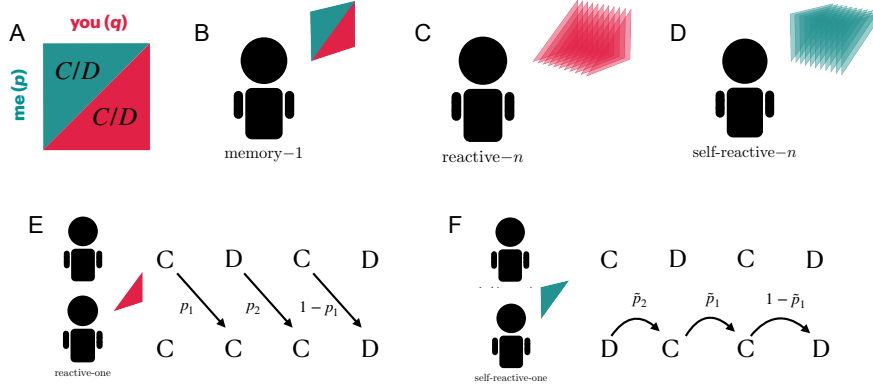 A
you (q)
me (p)
C/D
C/D
B
memory−1
C
reactive−n
D
self-reactive−n
E
C D C D
p₁ p₂ 1 − p₁
C C C D
reactive-one
F
C D C D
p̃₂ p̃₁ 1 − p̃₁
D C C D
self-reactive-one